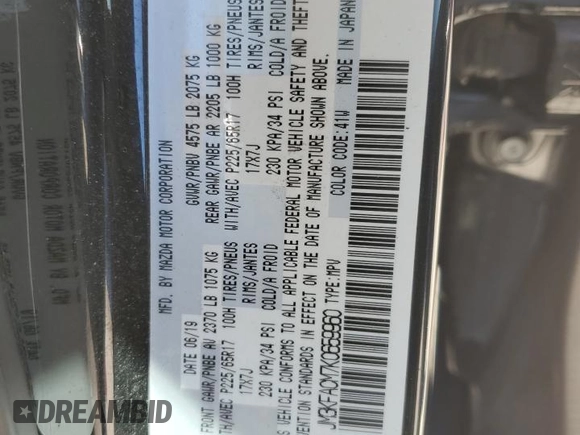 MFD. BY MAZDA MOTOR CORPORATION
DATE 06/19 GVWR/PNBV 4575 LB 2075 KG
FRONT GAWR/PNBE AV 2370 LB 1075 KG REAR GAWR/PNBE AR 2205 LB 1000 KG
WITH/AVEC P225/65R17 100H TIRES/PNEUS WITH/AVEC P225/65R17 100H TIRES/PNEUS
17X7J RIMS/JANTES 17X7J RIMS/JANTES
230 KPA/34 PSI COLD/A FROID 230 KPA/34 PSI COLD/A FROID
VEHICLE CONFORMS TO ALL APPLICABLE FEDERAL MOTOR VEHICLE SAFETY AND THEFT
STANDARDS IN EFFECT ON THE DATE OF MANUFACTURE SHOWN ABOVE.
TYPE:MPV COLOR CODE:41W MADE IN JAPAN
RIDESAFELY